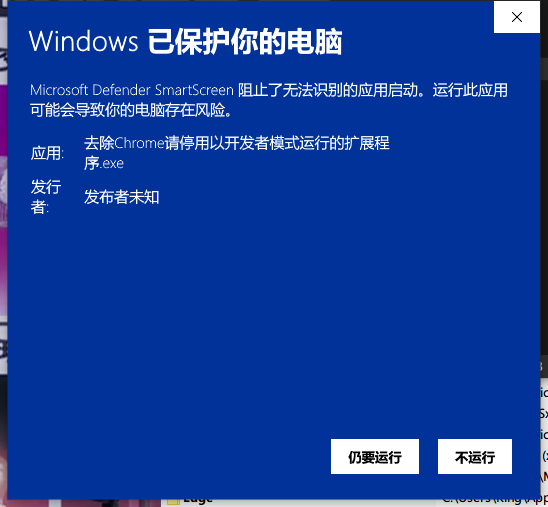 Windows 已保护你的电脑
Microsoft Defender SmartScreen 阻止了无法识别的应用启动。运行此应用
可能会导致你的电脑存在风险。
应用:
去除Chrome请停用以开发者模式运行的扩展程
序.exe
发行
者:
发布者未知
仍要运行
不运行
Edge
C:\Users\King\App